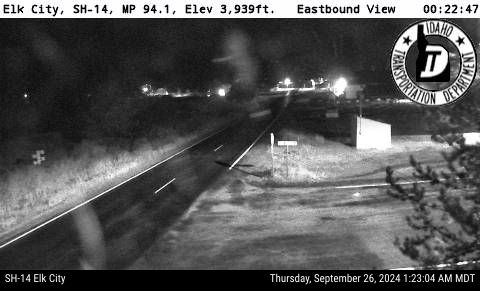 Elk City, SH-14, MP 94.1, Elev 3,939ft. Eastbound View 00:22:47
IDAHO
TRANSPORTATION DEPARTMENT
SH-14 Elk City Thursday, September 26, 2024 1:23:04 AM MDT